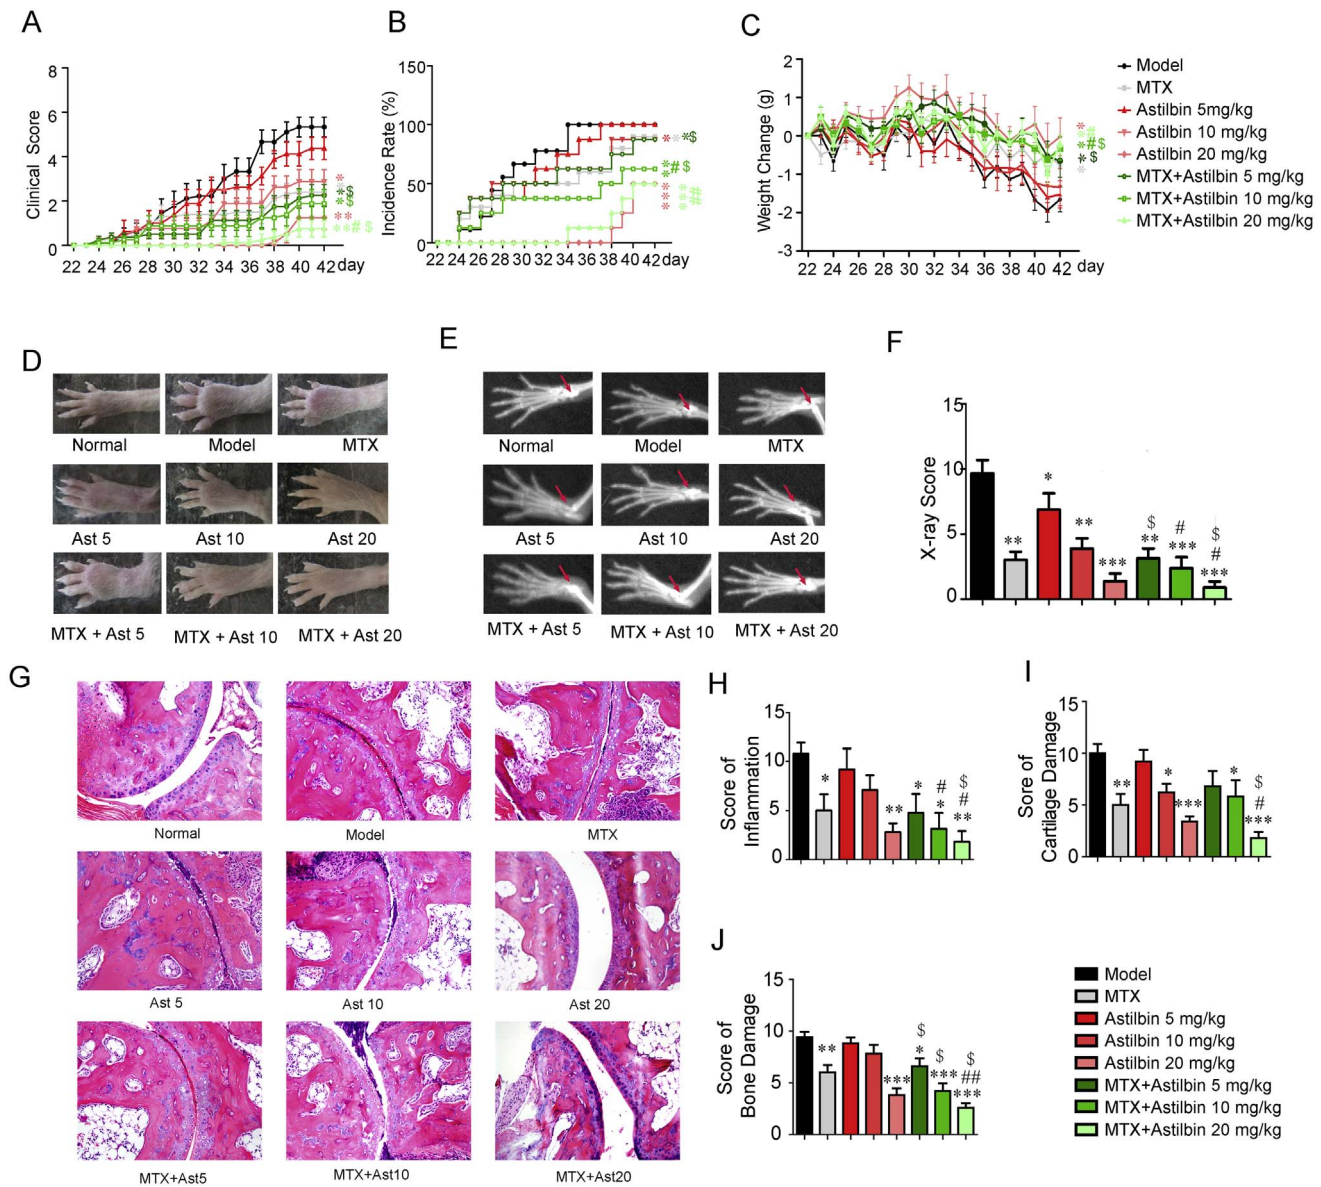 A
Clinical Score
8
6
4
2
0
22 24 26 28 30 32 34 36 38 40 42 day
*
*$
*$
**
**#$
B
Incidence Rate (%)
150
100
50
0
22 24 26 28 30 32 34 36 38 40 42 day
C
Weight Change (g)
2
1
0
-1
-2
-3
22 24 26 28 30 32 34 36 38 40 42 day
Model
MTX
Astilbin 5mg/kg
Astilbin 10 mg/kg
Astilbin 20 mg/kg
MTX+Astilbin 5 mg/kg
MTX+Astilbin 10 mg/kg
MTX+Astilbin 20 mg/kg
D
Normal Model MTX
Ast 5 Ast 10 Ast 20
MTX + Ast 5 MTX + Ast 10 MTX + Ast 20
E
Normal Model MTX
Ast 5 Ast 10 Ast 20
MTX + Ast 5 MTX + Ast 10 MTX + Ast 20
F
X-ray Score
15
10
5
0
** * ** *** $ ** # *** $ # ***
G
Normal Model MTX
Ast 5 Ast 10 Ast 20
MTX+Ast5 MTX+Ast10 MTX+Ast20
H
Score of
Inflammation
15
10
5
0
* ** * # * $ # **
I
Sore of
Cartilage Damage
15
10
5
0
** * *** * $ # ***
J
Score of
Bone Damage
15
10
5
0
** *** $ * $ *** $ ## ***
Model
MTX
Astilbin 5 mg/kg
Astilbin 10 mg/kg
Astilbin 20 mg/kg
MTX+Astilbin 5 mg/kg
MTX+Astilbin 10 mg/kg
MTX+Astilbin 20 mg/kg